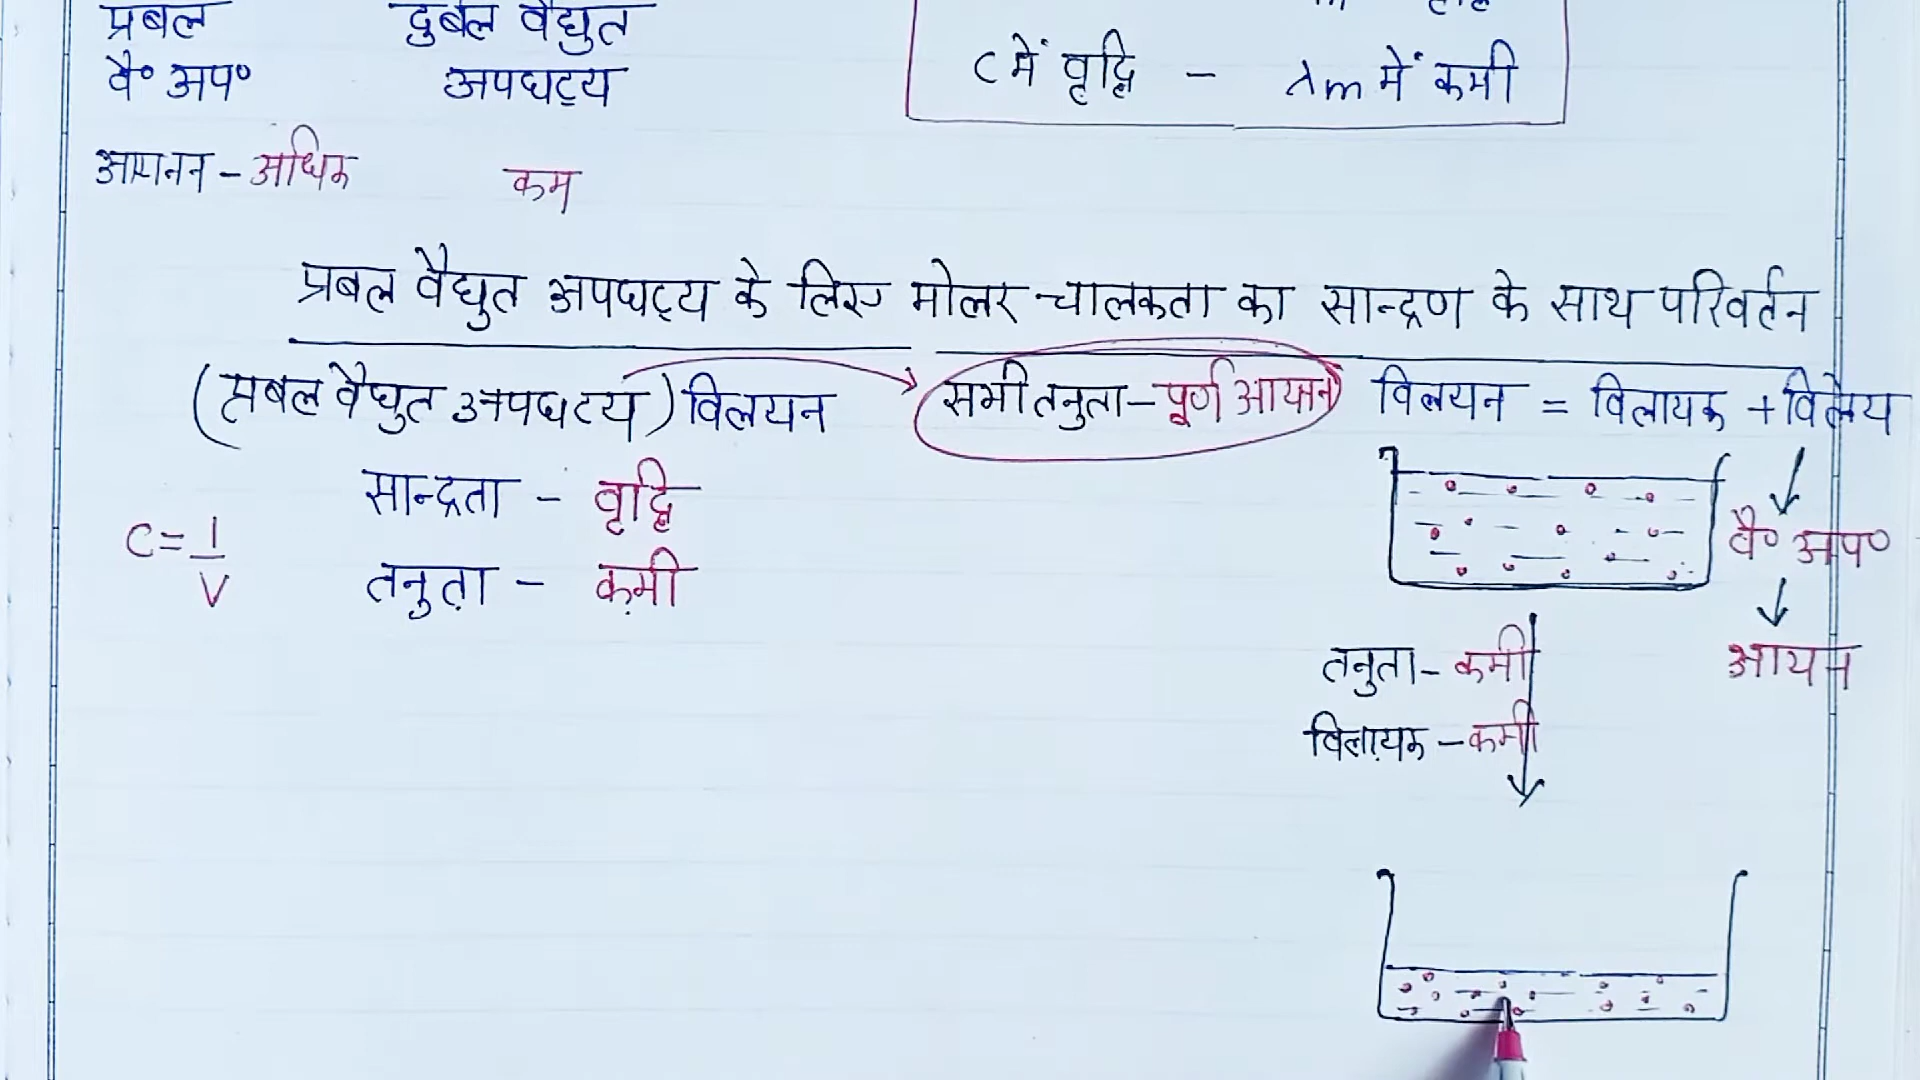 प्रबल दुर्बल वैद्युत
वै० अप० अपघट्य
C में वृद्धि - λm में कमी
आयनन - अधिक कम
प्रबल वैद्युत अपघट्य के लिए मोलर चालकता का सान्द्रण के साथ परिवर्तन
(प्रबल वैद्युत अपघट्य) विलयन → सभी तनुता - पूर्ण आयनन
विलयन = विलायक + विलेय
सान्द्रता - वृद्धि
C = 1/V
तनुता - कमी
वै० अप०
आयन
तनुता - कमी
विलायक - कमी